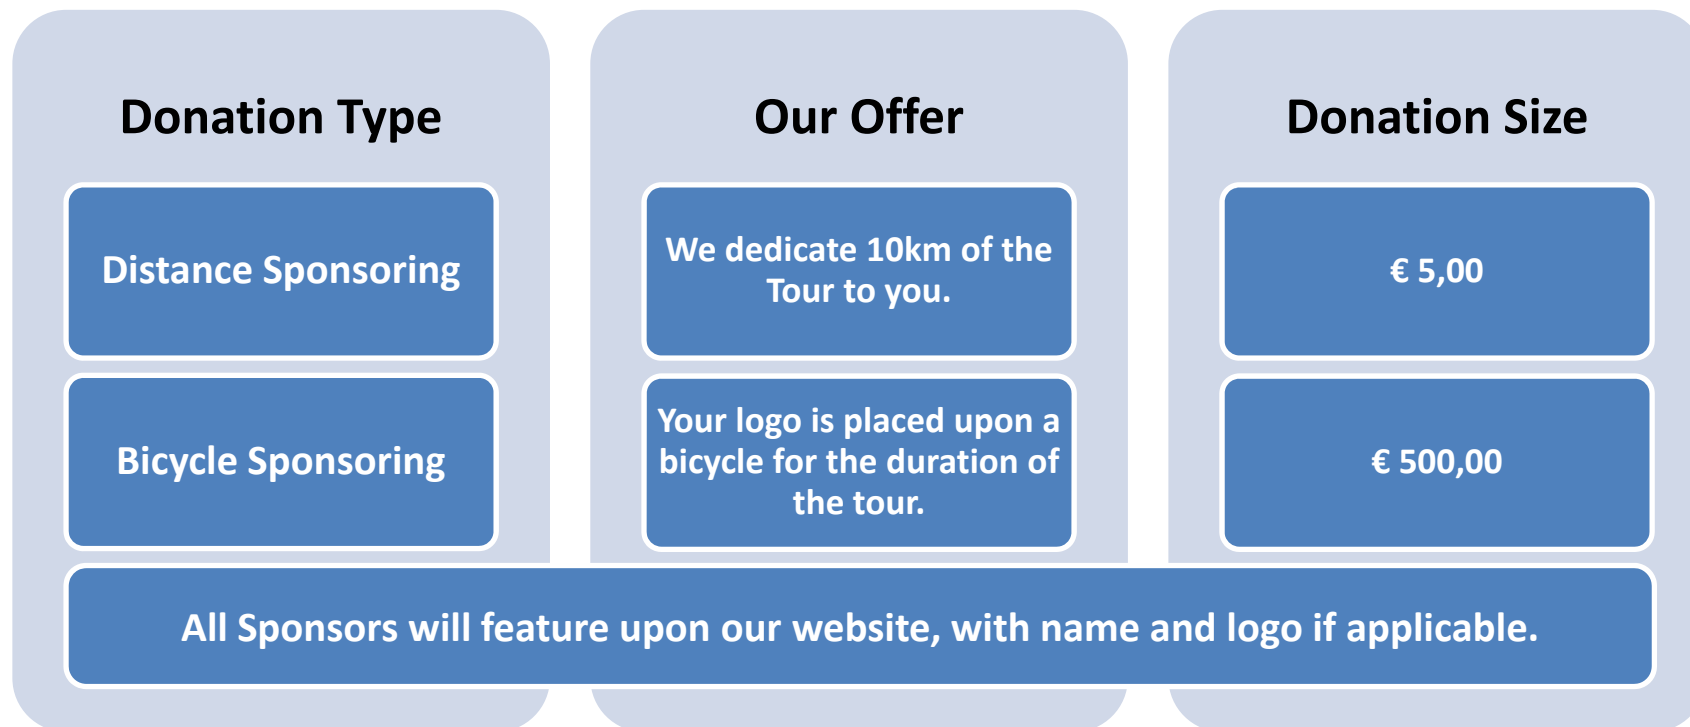 Donation Type
Our Offer
Donation Size
Distance Sponsoring
We dedicate 10km of the
Tour to you.
€ 5,00
Bicycle Sponsoring
Your logo is placed upon a
bicycle for the duration of
the tour.
€ 500,00
All Sponsors will feature upon our website, with name and logo if applicable.